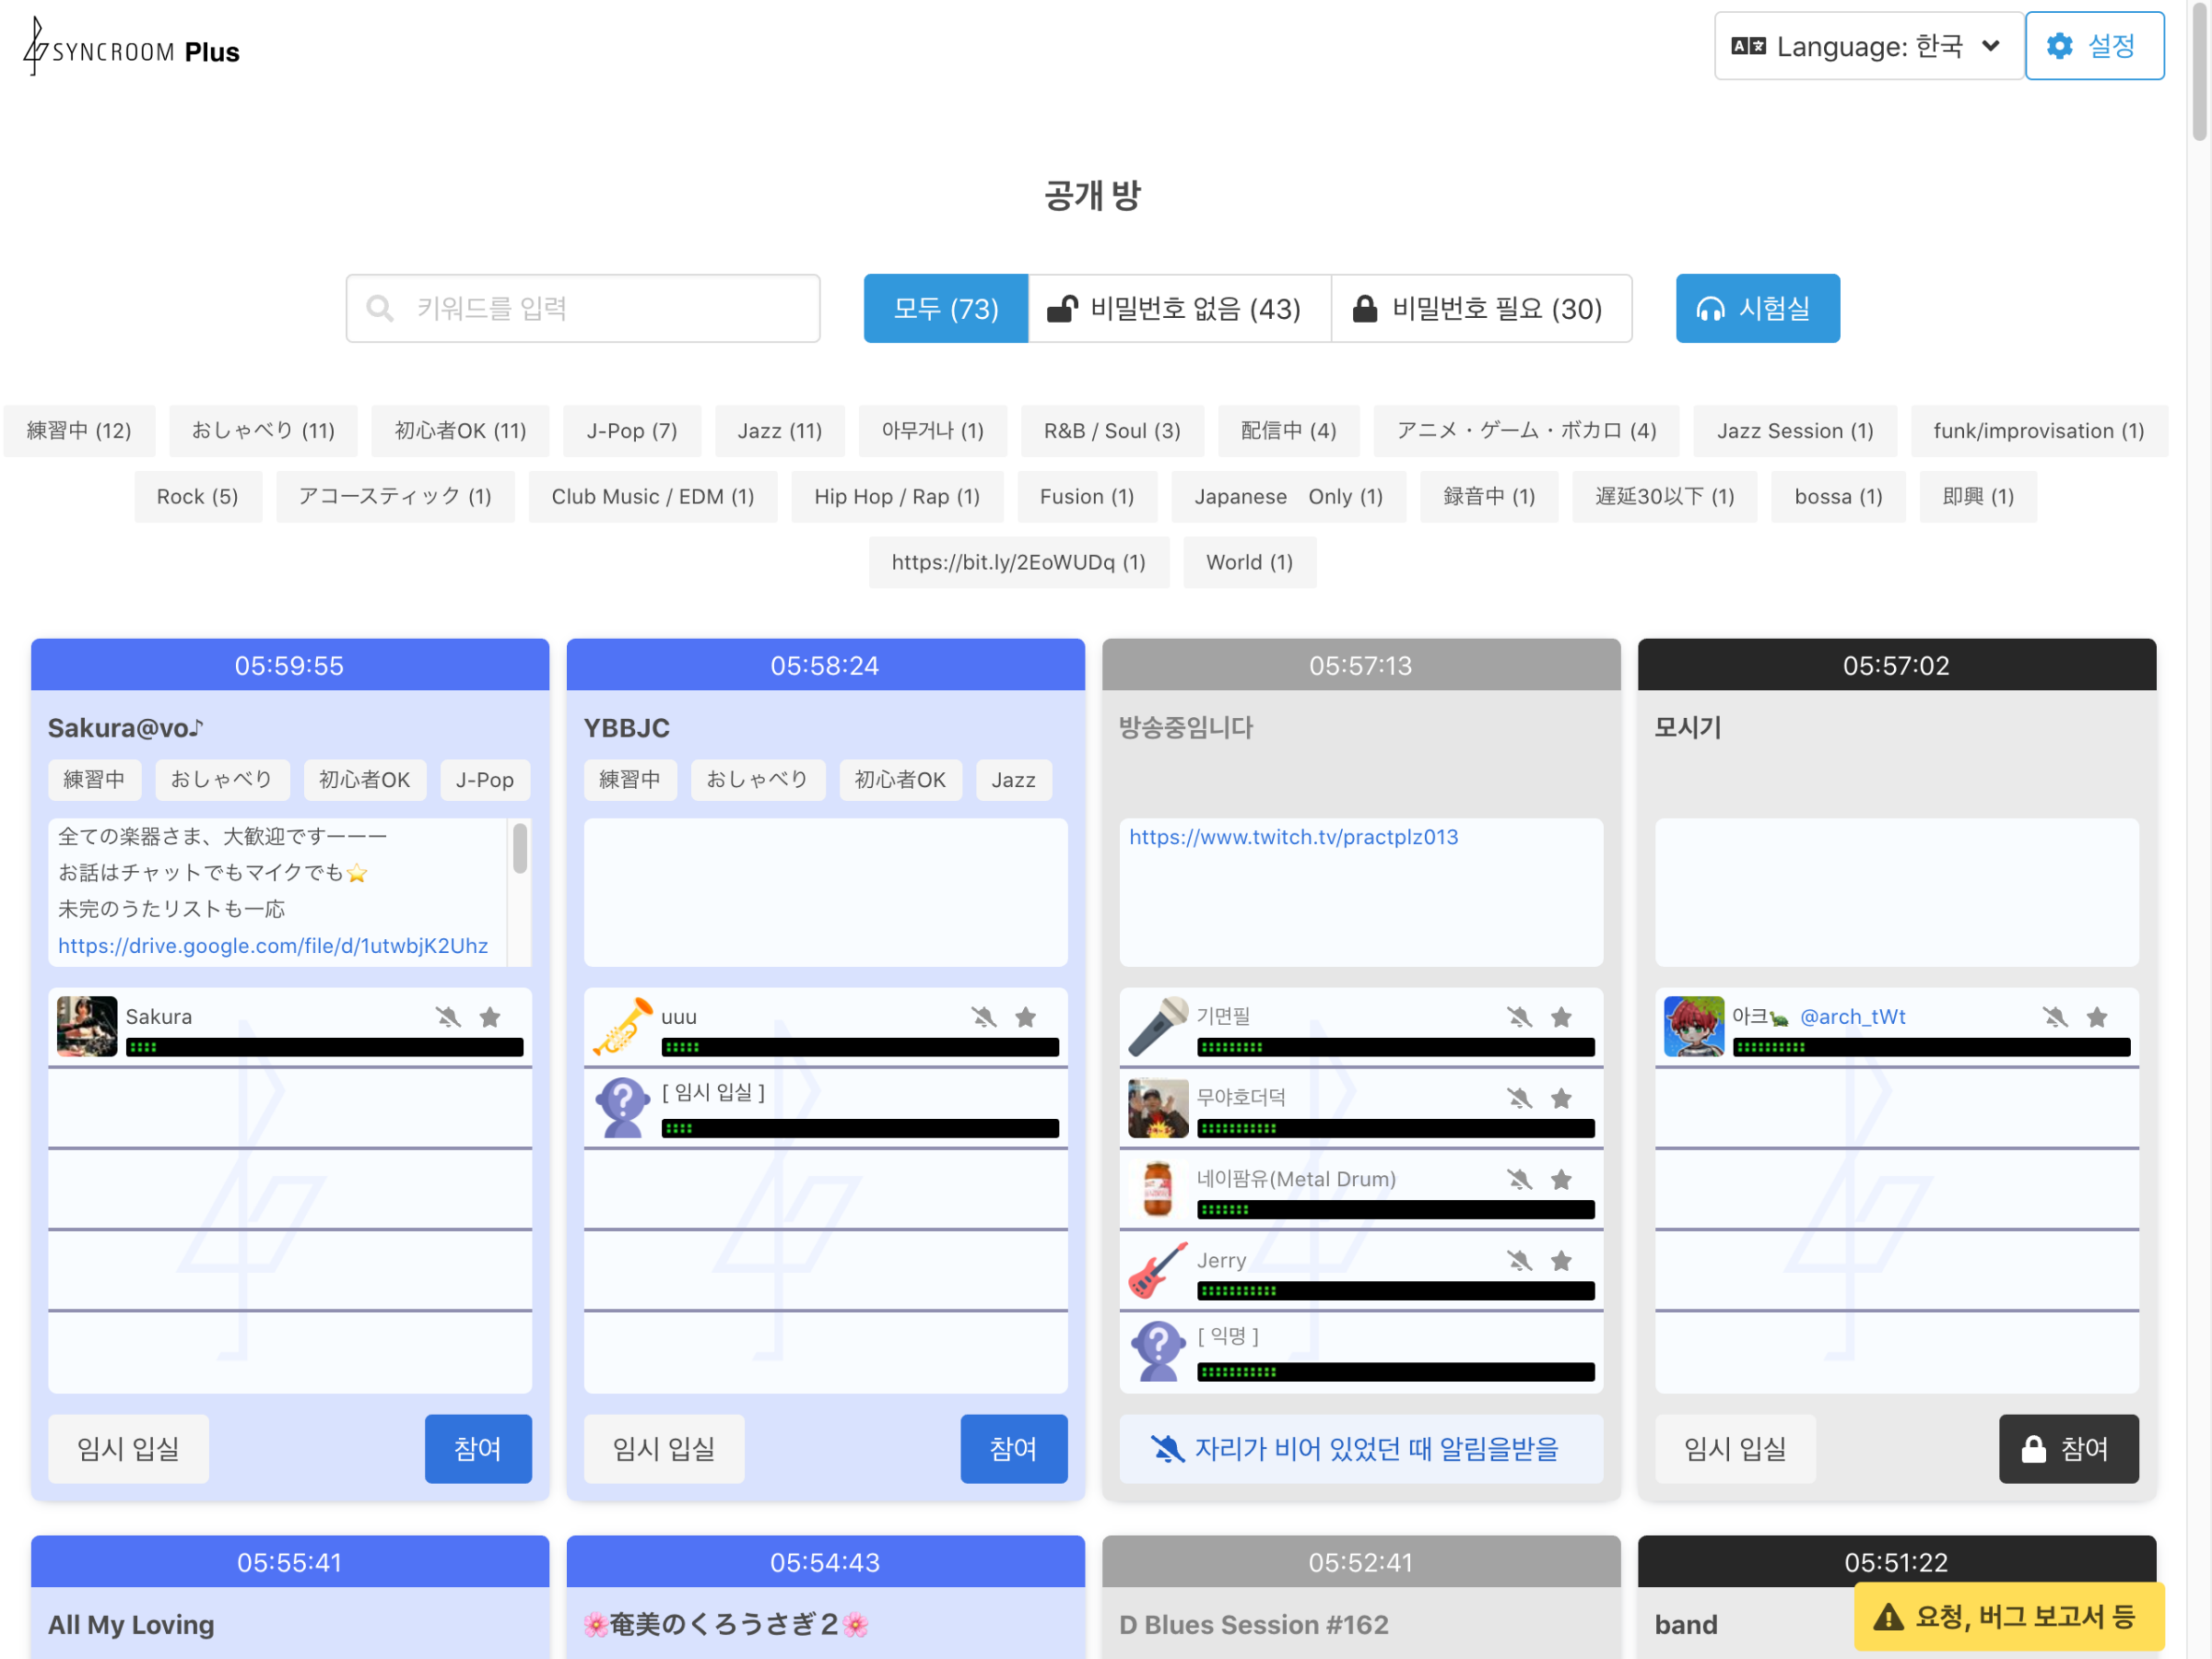 SYNCROOM Plus
Language: 한국
설정
공개 방
키워드를 입력
모두 (73)
비밀번호 없음 (43)
비밀번호 필요 (30)
시험실
練習中 (12)
おしゃべり (11)
初心者OK (11)
J-Pop (7)
Jazz (11)
아무거나 (1)
R&B / Soul (3)
配信中 (4)
アニメ・ゲーム・ボカロ (4)
Jazz Session (1)
funk/improvisation (1)
Rock (5)
アコースティック (1)
Club Music / EDM (1)
Hip Hop / Rap (1)
Fusion (1)
Japanese　Only (1)
録音中 (1)
遅延30以下 (1)
bossa (1)
即興 (1)
https://bit.ly/2EoWUDq (1)
World (1)
05:59:55
Sakura@vo♪
練習中
おしゃべり
初心者OK
J-Pop
全ての楽器さま、大歓迎ですーーー
お話はチャットでもマイクでも⭐
未完のうたリストも一応
https://drive.google.com/file/d/1utwbjK2Uhz
Sakura
임시 입실
참여
05:58:24
YBBJC
練習中
おしゃべり
初心者OK
Jazz
uuu
[ 임시 입실 ]
임시 입실
참여
05:57:13
방송중입니다
https://www.twitch.tv/practplz013
기면필
무야호더덕
네이팜유(Metal Drum)
Jerry
[ 익명 ]
자리가 비어 있었던 때 알림을받을
05:57:02
모시기
아크🐢 @arch_tWt
임시 입실
참여
05:55:41
All My Loving
05:54:43
🌸奄美のくろうさぎ２🌸
05:52:41
D Blues Session #162
05:51:22
band
요청, 버그 보고서 등